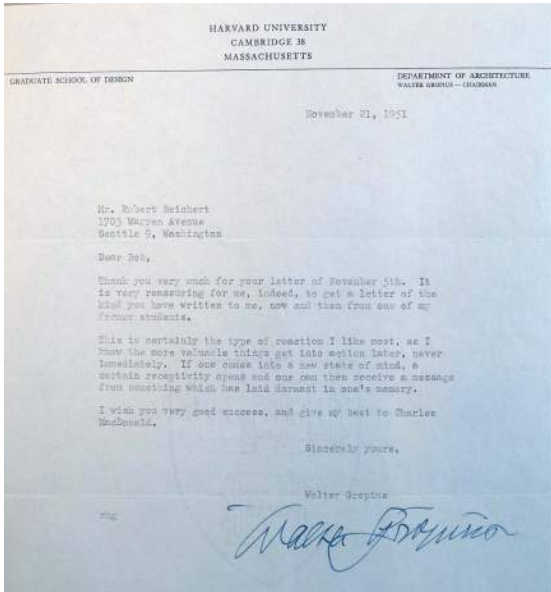 HARVARD UNIVERSITY
CAMBRIDGE 38
MASSACHUSETTS
GRADUATE SCHOOL OF DESIGN
DEPARTMENT OF ARCHITECTURE
WALTER GROPIUS — CHAIRMAN
November 21, 1951
Mr. Robert Reichert
1703 Warren Avenue
Seattle 9, Washington
Dear Bob,
Thank you very much for your letter of November 5th. It
is very reassuring for me, indeed, to get a letter of the
kind you have written to me, now and then from one of my
former students.
This is certainly the type of reaction I like most, as I
know the more valuable things get into action later, never
immediately. If one comes into a new state of mind, a
certain receptivity opens and one can then receive a message
from something which has laid dormant in one's memory.
I wish you very good success, and give my best to Charles
MacDonald.
Sincerely yours,
Walter Gropius
Walter Gropius